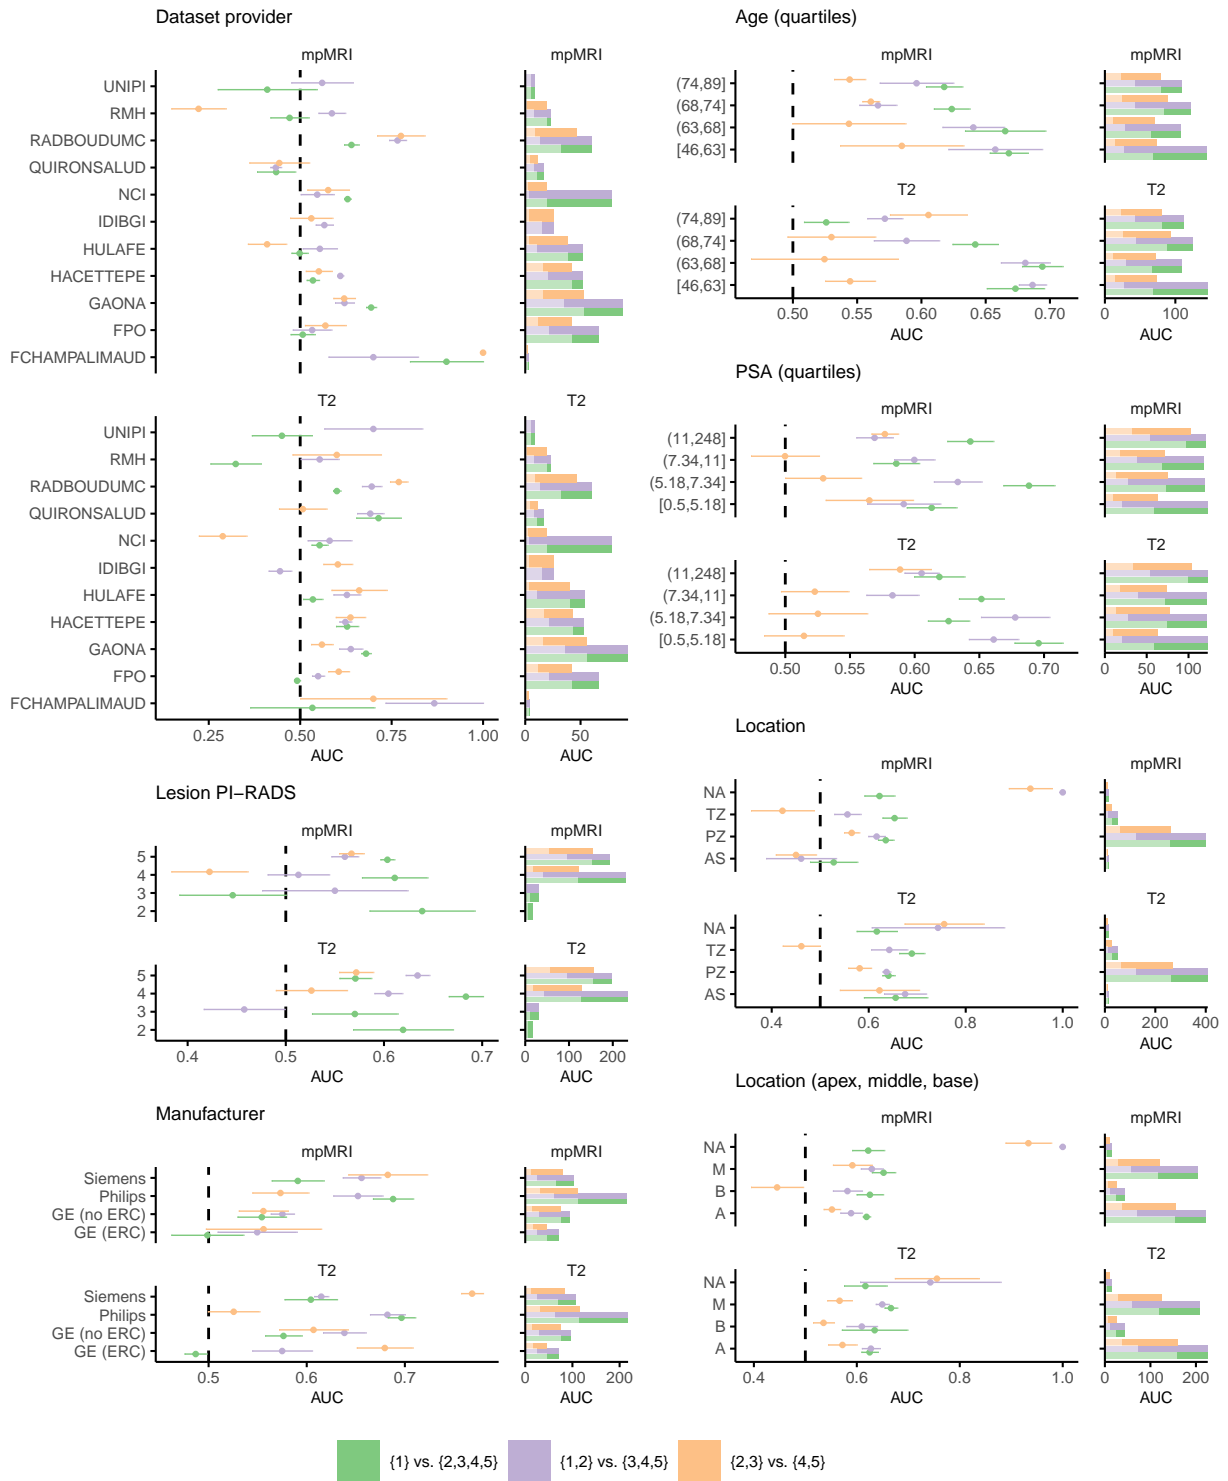 Dataset provider
mpMRI
UNIPI
RMH
RADBOUDUMC
QUIRONSALUD
NCI
IDIBGI
HULAFE
HACETTEPE
GAONA
FPO
FCHAMPALIMAUD
T2
T2
UNIPI
RMH
RADBOUDUMC
QUIRONSALUD
NCI
IDIBGI
HULAFE
HACETTEPE
GAONA
FPO
FCHAMPALIMAUD
0.25 0.50 0.75 1.00
AUC
mpMRI
0 50
Lesion PI−RADS
mpMRI
mpMRI
5
4
3
2
T2
T2
5
4
3
2
0.4 0.5 0.6 0.7
AUC
0 100 200
Manufacturer
mpMRI
mpMRI
Siemens
Philips
GE (no ERC)
GE (ERC)
T2
T2
Siemens
Philips
GE (no ERC)
GE (ERC)
0.5 0.6 0.7
AUC
0 100 200
Age (quartiles)
mpMRI
mpMRI
(74,89]
(68,74]
(63,68]
[46,63]
T2
T2
(74,89]
(68,74]
(63,68]
[46,63]
0.50 0.55 0.60 0.65 0.70
AUC
0 100
PSA (quartiles)
mpMRI
mpMRI
(11,248]
(7.34,11]
(5.18,7.34]
[0.5,5.18]
T2
T2
(11,248]
(7.34,11]
(5.18,7.34]
[0.5,5.18]
0.50 0.55 0.60 0.65 0.70
AUC
0 50 100
Location
mpMRI
mpMRI
NA
TZ
PZ
AS
T2
T2
NA
TZ
PZ
AS
0.4 0.6 0.8 1.0
AUC
0 200 400
Location (apex, middle, base)
mpMRI
mpMRI
NA
M
B
A
T2
T2
NA
M
B
A
0.4 0.6 0.8 1.0
AUC
0 100 200
{1} vs. {2,3,4,5} {1,2} vs. {3,4,5} {2,3} vs. {4,5}